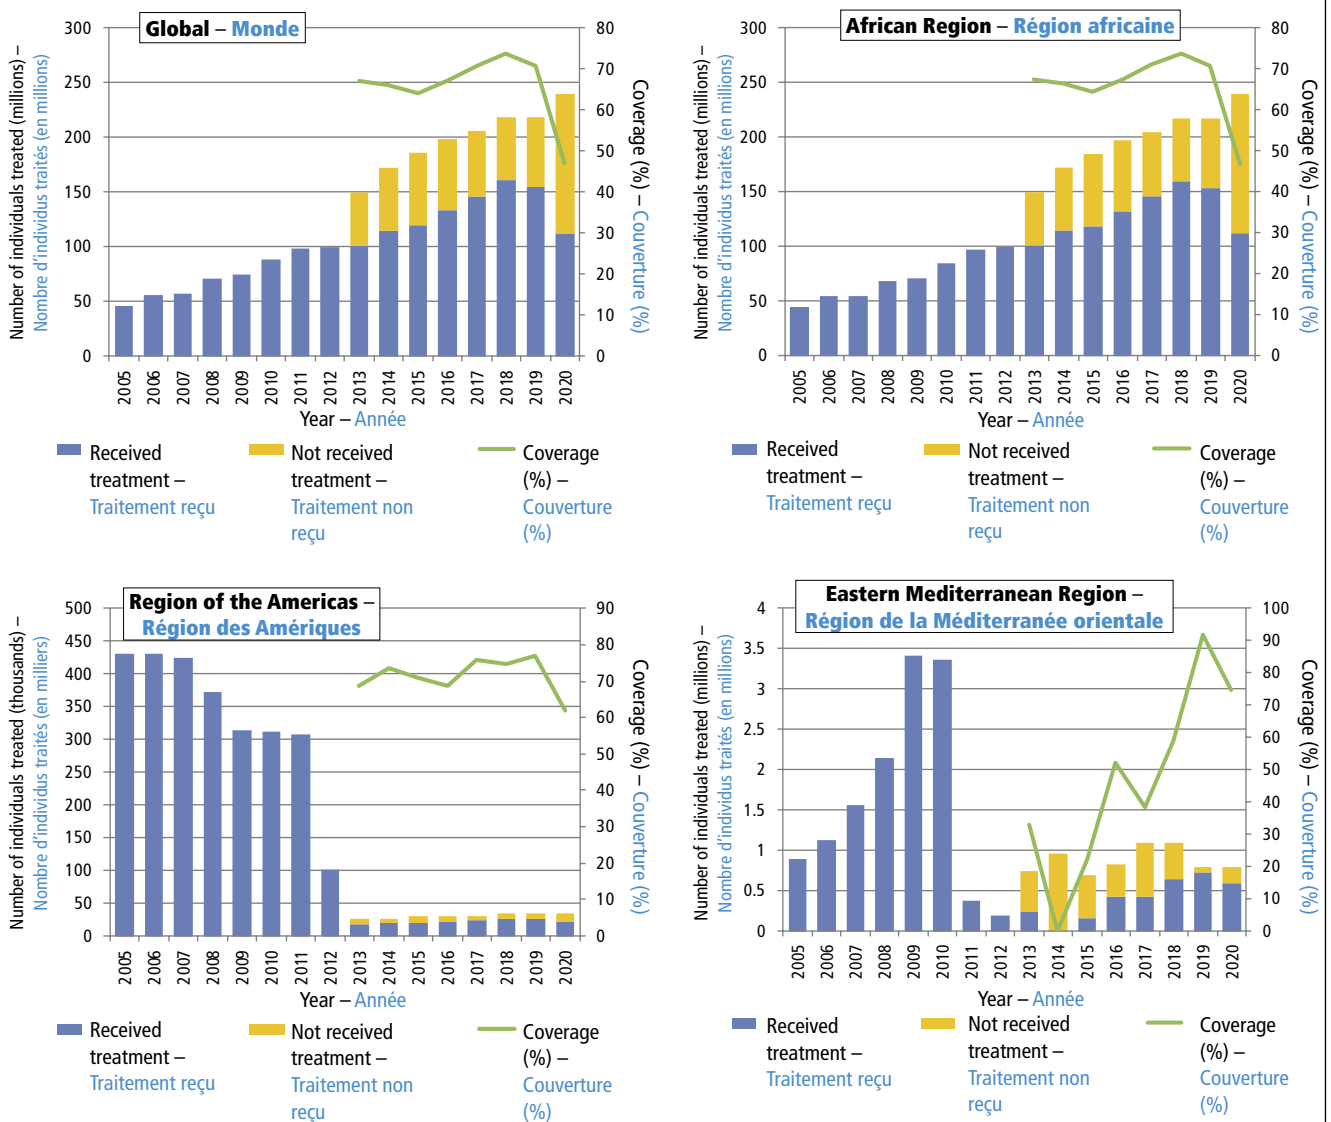 Global – Monde
Number of individuals treated (millions) –
Nombre d'individus traités (en millions)
300
250
200
150
100
50
0
80
70
60
50
40
30
20
10
0
Coverage (%) – Couverture (%)
2005 2006 2007 2008 2009 2010 2011 2012 2013 2014 2015 2016 2017 2018 2019 2020
Year – Année
Received
treatment –
Traitement reçu
Not received
treatment –
Traitement non
reçu
Coverage
(%) –
Couverture
(%)
African Region – Région africaine
Number of individuals treated (millions) –
Nombre d'individus traités (en millions)
300
250
200
150
100
50
0
80
70
60
50
40
30
20
10
0
Coverage (%) – Couverture (%)
2005 2006 2007 2008 2009 2010 2011 2012 2013 2014 2015 2016 2017 2018 2019 2020
Year – Année
Received
treatment –
Traitement reçu
Not received
treatment –
Traitement non
reçu
Coverage
(%) –
Couverture
(%)
Region of the Americas –
Région des Amériques
Number of individuals treated (thousands) –
Nombre d'individus traités (en milliers)
500
450
400
350
300
250
200
150
100
50
0
90
80
70
60
50
40
30
20
10
0
Coverage (%) – Couverture (%)
2005 2006 2007 2008 2009 2010 2011 2012 2013 2014 2015 2016 2017 2018 2019 2020
Year – Année
Received
treatment –
Traitement reçu
Not received
treatment –
Traitement non
reçu
Coverage
(%) –
Couverture
(%)
Eastern Mediterranean Region –
Région de la Méditerranée orientale
Number of individuals treated (millions) –
Nombre d'individus traités (en millions)
4
3.5
3
2.5
2
1.5
1
0.5
0
100
90
80
70
60
50
40
30
20
10
0
Coverage (%) – Couverture (%)
2005 2006 2007 2008 2009 2010 2011 2012 2013 2014 2015 2016 2017 2018 2019 2020
Year – Année
Received
treatment –
Traitement reçu
Not received
treatment –
Traitement non
reçu
Coverage
(%) –
Couverture
(%)